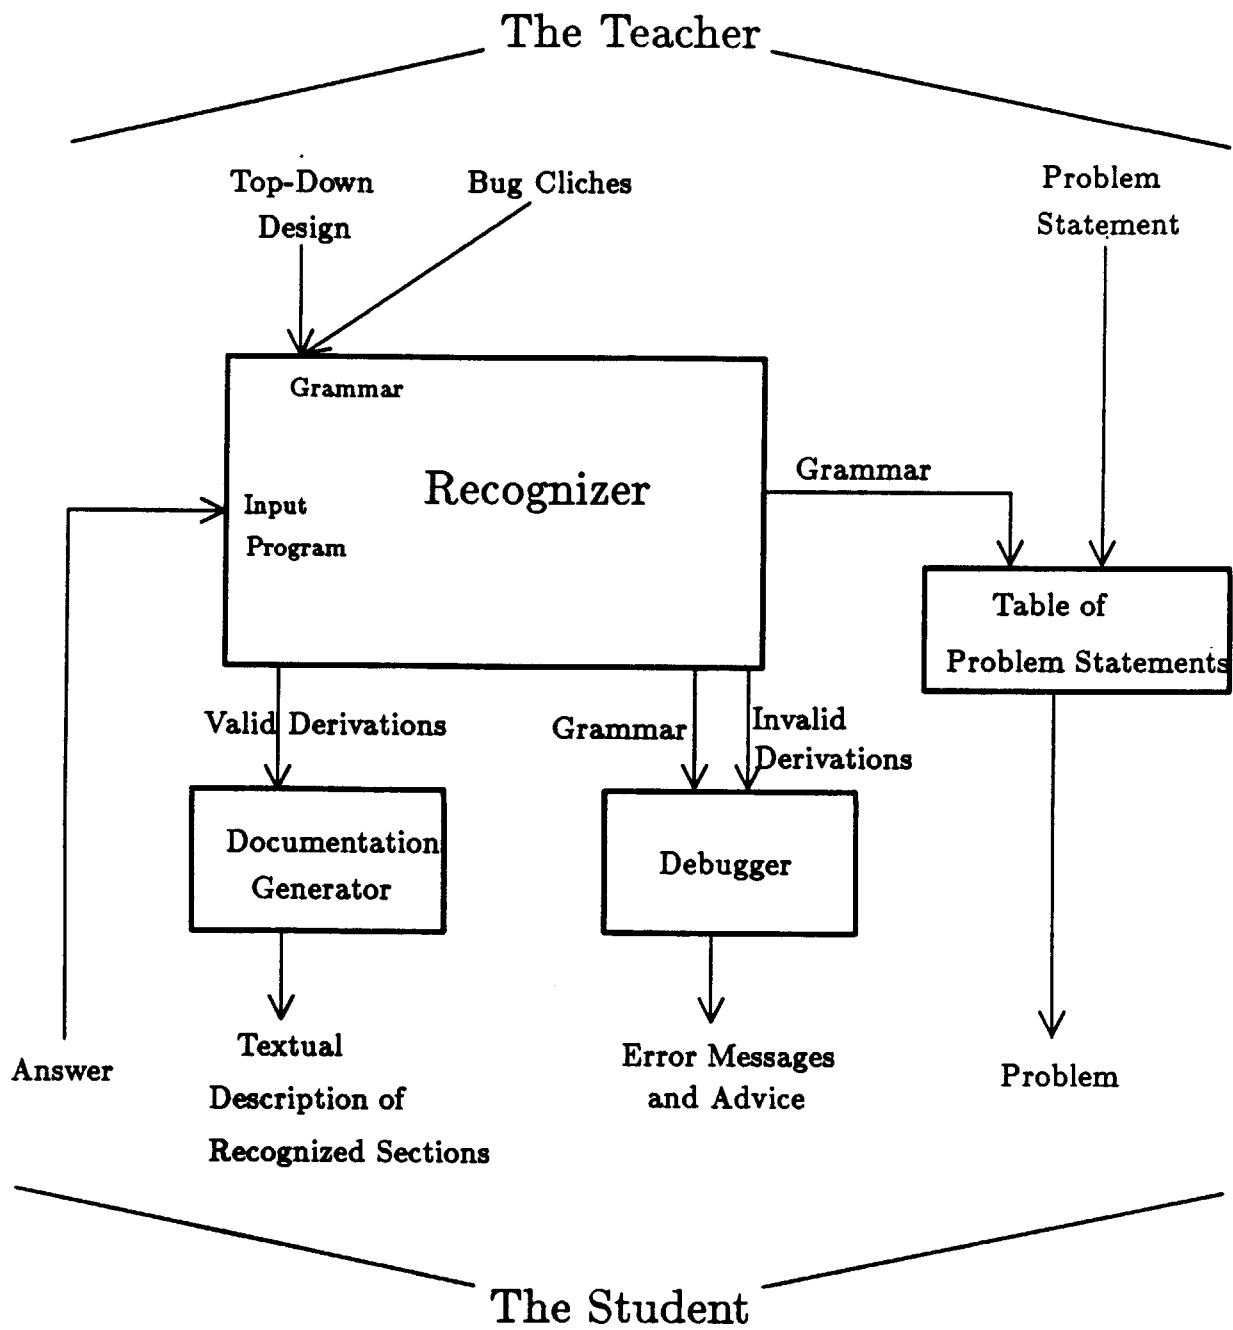 The Teacher
Top-Down
Design
Bug Cliches
Problem
Statement
Grammar
Recognizer
Input
Program
Grammar
Table of
Problem Statements
Valid Derivations
Grammar
Invalid
Derivations
Documentation
Generator
Debugger
Answer
Textual
Description of
Recognized Sections
Error Messages
and Advice
Problem
The Student